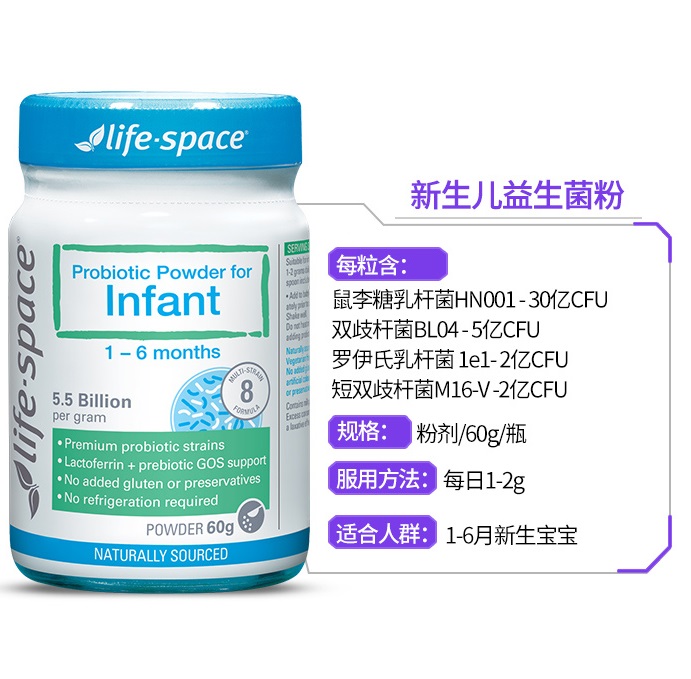 life·space®
life·space®
Probiotic Powder for
Infant
1 – 6 months
5.5 Billion
per gram
MULTI-STRAIN
8
FORMULA
• Premium probiotic strains
• Lactoferrin + prebiotic GOS support
• No added gluten or preservatives
• No refrigeration required
POWDER 60g
NATURALLY SOURCED
新生儿益生菌粉
每粒含：
鼠李糖乳杆菌HN001 - 30亿CFU
双歧杆菌BL04 - 5亿CFU
罗伊氏乳杆菌 1e1- 2亿CFU
短双歧杆菌M16-V -2亿CFU
规格： 粉剂/60g/瓶
服用方法： 每日1-2g
适合人群： 1-6月新生宝宝